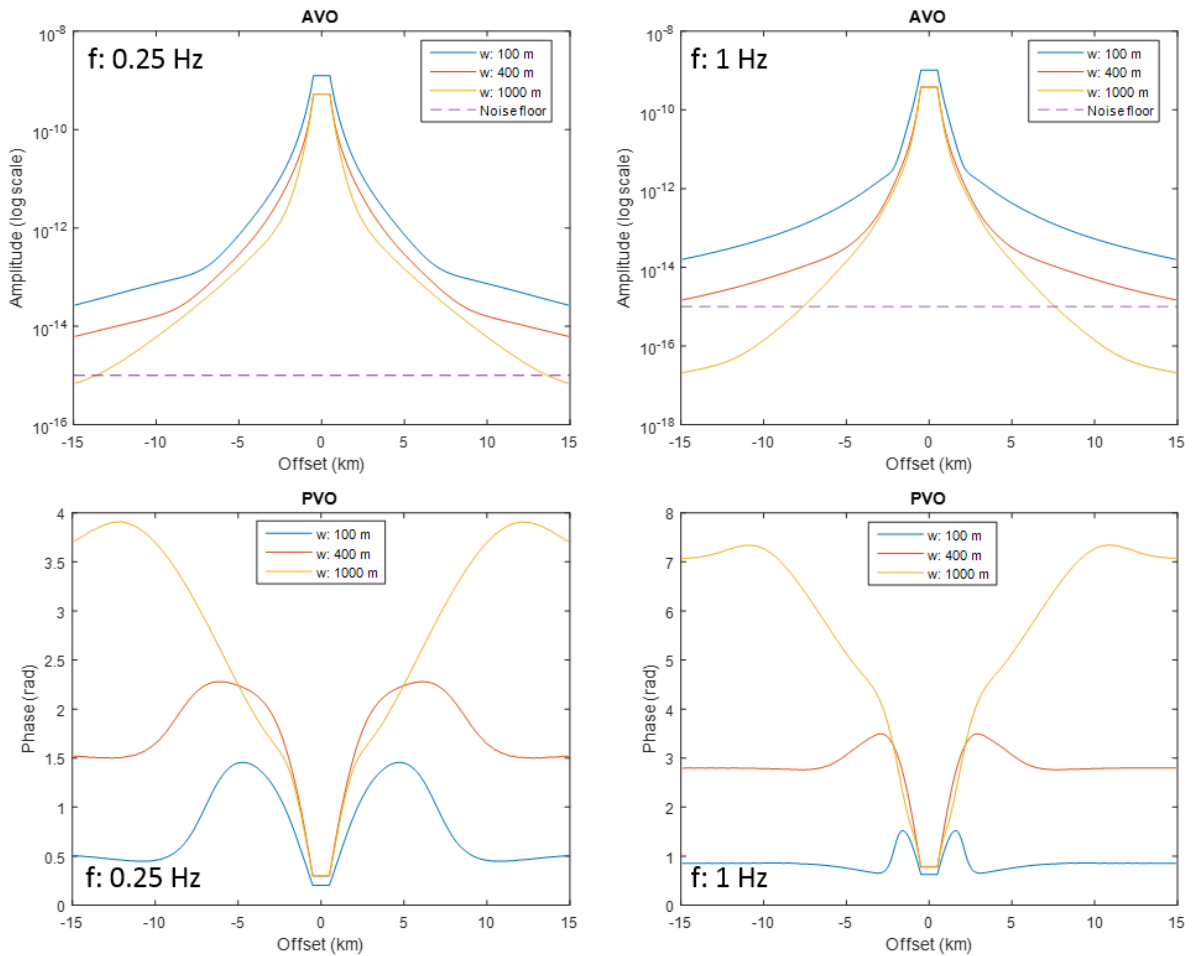 AVO
f: 0.25 Hz
w: 100 m
w: 400 m
w: 1000 m
Noise floor
10^-8
10^-10
10^-12
10^-14
10^-16
Amplitude (log scale)
-15 -10 -5 0 5 10 15
Offset (km)
AVO
f: 1 Hz
w: 100 m
w: 400 m
w: 1000 m
Noise floor
10^-8
10^-10
10^-12
10^-14
10^-16
10^-18
Amplitude (log scale)
-15 -10 -5 0 5 10 15
Offset (km)
PVO
w: 100 m
w: 400 m
w: 1000 m
4
3.5
3
2.5
2
1.5
1
0.5
0
Phase (rad)
f: 0.25 Hz
-15 -10 -5 0 5 10 15
Offset (km)
PVO
w: 100 m
w: 400 m
w: 1000 m
8
7
6
5
4
3
2
1
0
Phase (rad)
f: 1 Hz
-15 -10 -5 0 5 10 15
Offset (km)